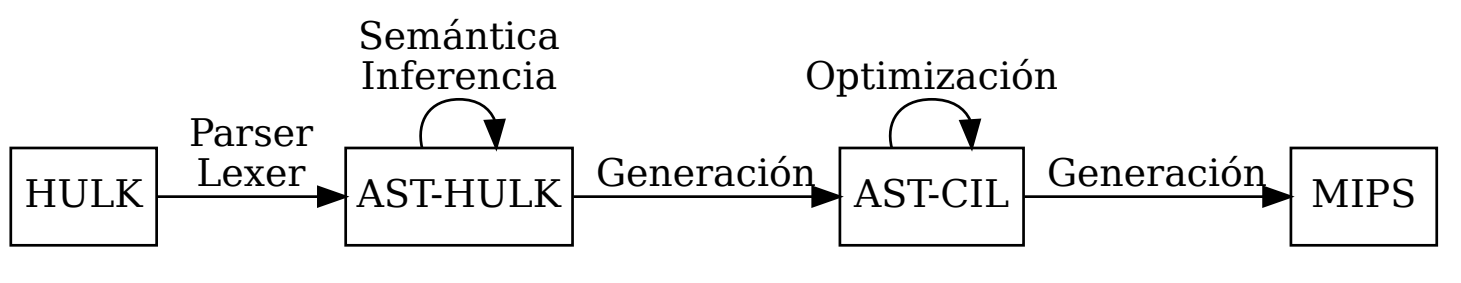 Semántica
Inferencia
Optimización
Parser
Lexer
Generación
Generación
HULK
AST-HULK
AST-CIL
MIPS